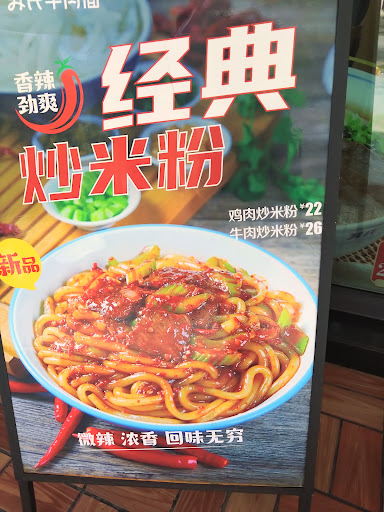 香辣
劲爽
经典
炒米粉
鸡肉炒米粉 ¥22
牛肉炒米粉 ¥26
新品
微辣 浓香 回味无穷